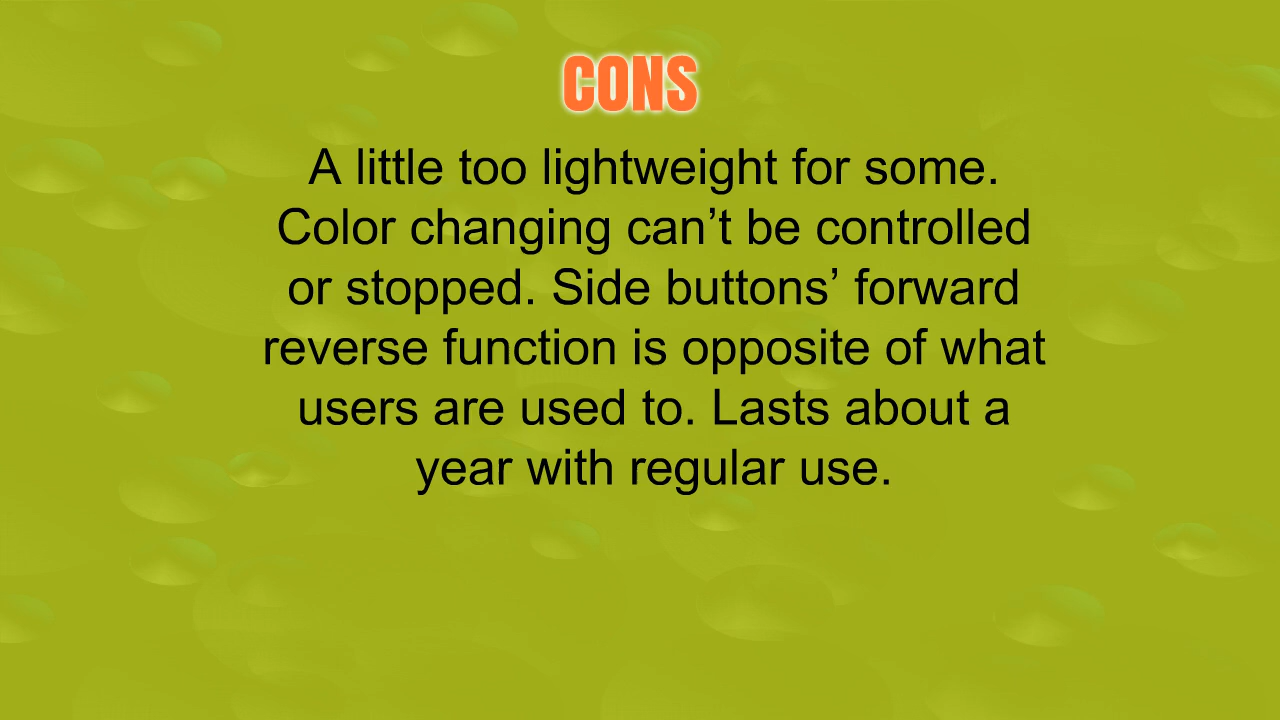 CONS
A little too lightweight for some.
Color changing can’t be controlled
or stopped. Side buttons’ forward
reverse function is opposite of what
users are used to. Lasts about a
year with regular use.